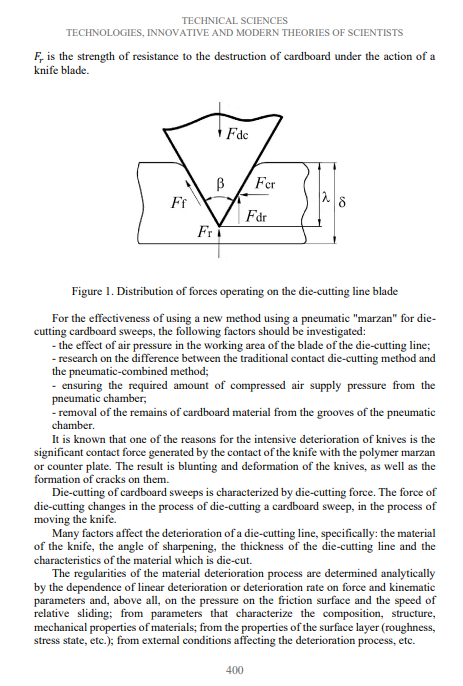 TECHNICAL SCIENCES
TECHNOLOGIES, INNOVATIVE AND MODERN THEORIES OF SCIENTISTS
Fr is the strength of resistance to the destruction of cardboard under the action of a
knife blade.
Fdc
β
Fcr
Ff
λ
δ
Fdr
Fr
Figure 1. Distribution of forces operating on the die-cutting line blade
For the effectiveness of using a new method using a pneumatic "marzan" for die-
cutting cardboard sweeps, the following factors should be investigated:
- the effect of air pressure in the working area of the blade of the die-cutting line;
- research on the difference between the traditional contact die-cutting method and
the pneumatic-combined method;
- ensuring the required amount of compressed air supply pressure from the
pneumatic chamber;
- removal of the remains of cardboard material from the grooves of the pneumatic
chamber.
It is known that one of the reasons for the intensive deterioration of knives is the
significant contact force generated by the contact of the knife with the polymer marzan
or counter plate. The result is blunting and deformation of the knives, as well as the
formation of cracks on them.
Die-cutting of cardboard sweeps is characterized by die-cutting force. The force of
die-cutting changes in the process of die-cutting a cardboard sweep, in the process of
moving the knife.
Many factors affect the deterioration of a die-cutting line, specifically: the material
of the knife, the angle of sharpening, the thickness of the die-cutting line and the
characteristics of the material which is die-cut.
The regularities of the material deterioration process are determined analytically
by the dependence of linear deterioration or deterioration rate on force and kinematic
parameters and, above all, on the pressure on the friction surface and the speed of
relative sliding; from parameters that characterize the composition, structure,
mechanical properties of materials; from the properties of the surface layer (roughness,
stress state, etc.); from external conditions affecting the deterioration process, etc.
400